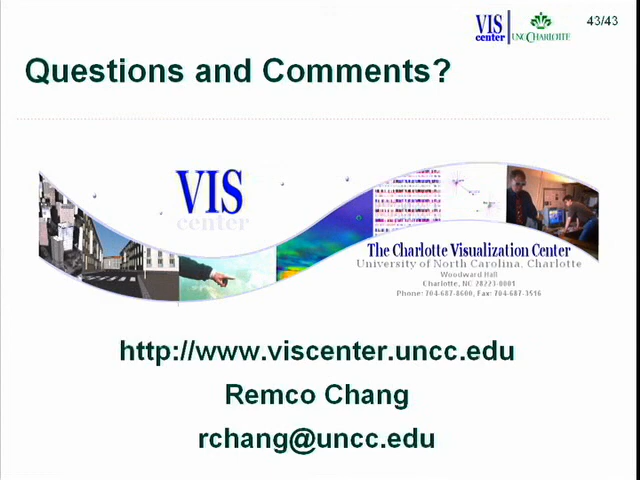 VIS
center
UNC CHARLOTTE
43/43
Questions and Comments?
VIS
center
The Charlotte Visualization Center
University of North Carolina, Charlotte
Woodward Hall
Charlotte, NC 28223-0001
Phone: 704-687-8600, Fax: 704-687-3516
http://www.viscenter.uncc.edu
Remco Chang
rchang@uncc.edu